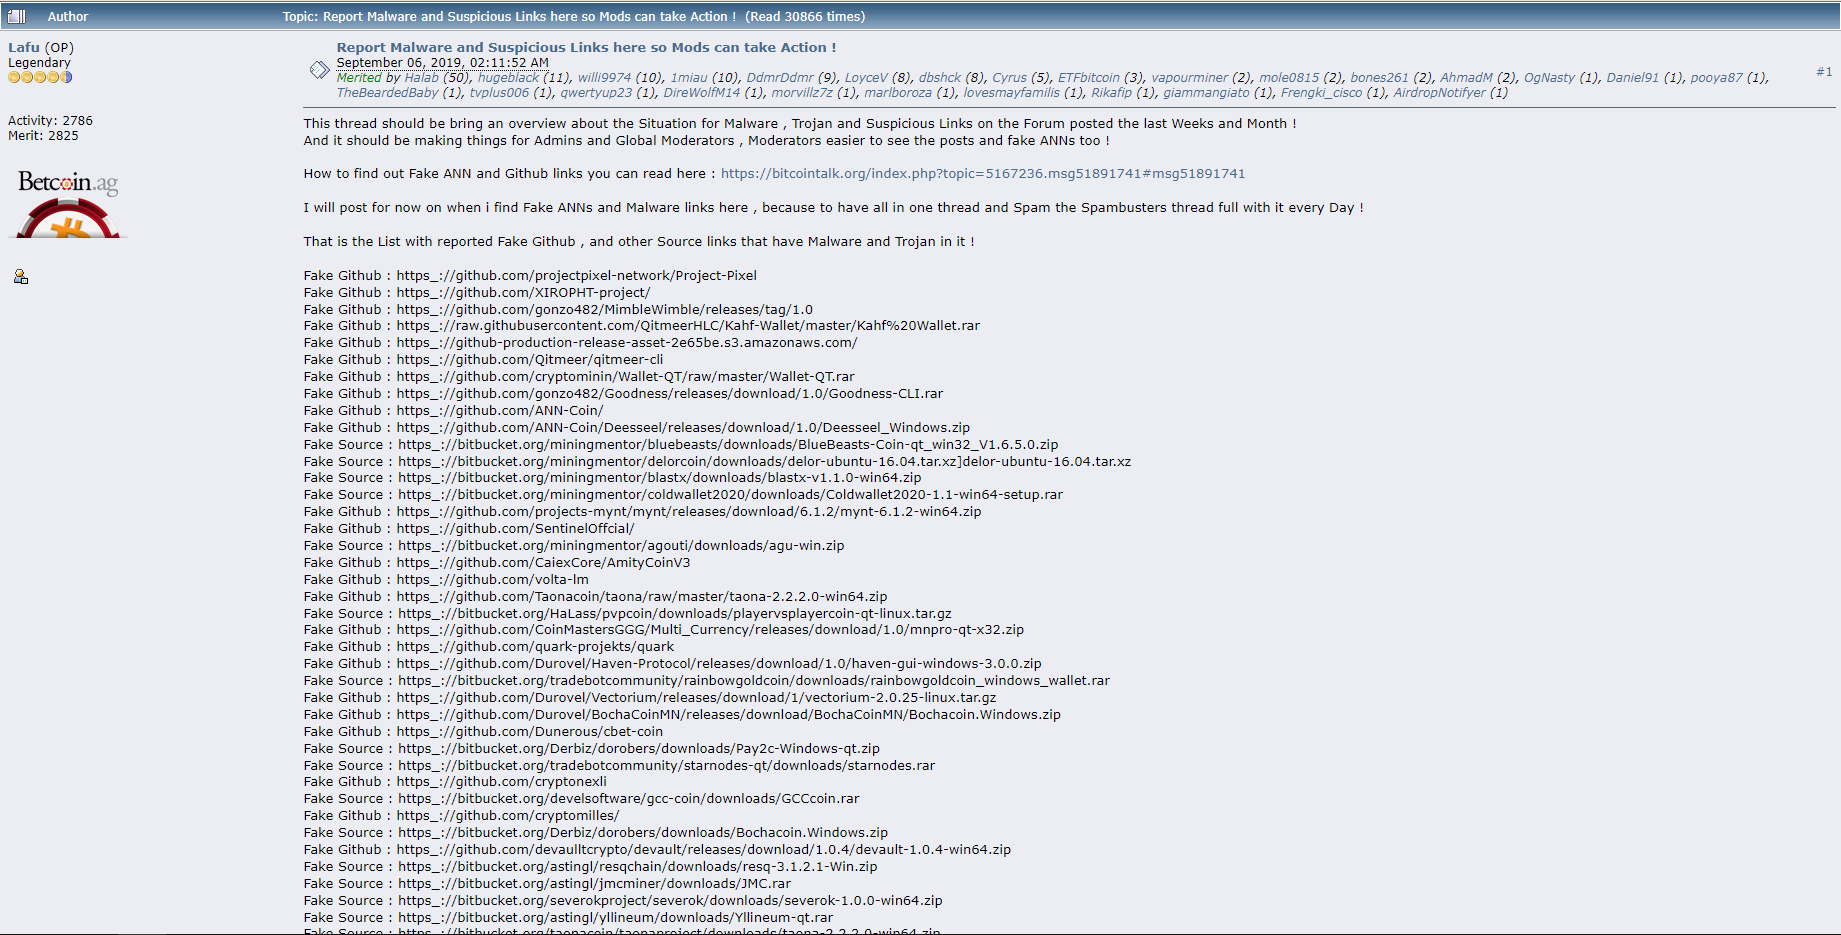 Author
Topic: Report Malware and Suspicious Links here so Mods can take Action !  (Read 30866 times)
Lafu (OP)
Legendary
Activity: 2786
Merit: 2825
Betcoin.ag
Report Malware and Suspicious Links here so Mods can take Action !
September 06, 2019, 02:11:52 AM
#1
Merited by Halab (50), hugeblack (11), willi9974 (10), 1miau (10), DdmrDdmr (9), LoyceV (8), dbshck (8), Cyrus (5), ETFbitcoin (3), vapourminer (2), mole0815 (2), bones261 (2), AhmadM (2), OgNasty (1), Daniel91 (1), pooya87 (1),
TheBeardedBaby (1), tvplus006 (1), qwertyup23 (1), DireWolfM14 (1), morvillz7z (1), marlboroza (1), lovesmayfamilis (1), Rikafip (1), giammangiato (1), Frengki_cisco (1), AirdropNotifyer (1)
This thread should be bring an overview about the Situation for Malware , Trojan and Suspicious Links on the Forum posted the last Weeks and Month !
And it should be making things for Admins and Global Moderators , Moderators easier to see the posts and fake ANNs too !
How to find out Fake ANN and Github links you can read here : https://bitcointalk.org/index.php?topic=5167236.msg51891741#msg51891741
I will post for now on when i find Fake ANNs and Malware links here , because to have all in one thread and Spam the Spambusters thread full with it every Day !
That is the List with reported Fake Github , and other Source links that have Malware and Trojan in it !
Fake Github : https_://github.com/projectpixel-network/Project-Pixel
Fake Github : https_://github.com/XIROPHT-project/
Fake Github : https_://github.com/gonzo482/MimbleWimble/releases/tag/1.0
Fake Github : https_://raw.githubusercontent.com/QitmeerHLC/Kahf-Wallet/master/Kahf%20Wallet.rar
Fake Github : https_://github-production-release-asset-2e65be.s3.amazonaws.com/
Fake Github : https_://github.com/Qitmeer/qitmeer-cli
Fake Github : https_://github.com/cryptominin/Wallet-QT/raw/master/Wallet-QT.rar
Fake Github : https_://github.com/gonzo482/Goodness/releases/download/1.0/Goodness-CLI.rar
Fake Github : https_://github.com/ANN-Coin/
Fake Github : https_://github.com/ANN-Coin/Deesseel/releases/download/1.0/Deesseel_Windows.zip
Fake Source : https_://bitbucket.org/miningmentor/bluebeasts/downloads/BlueBeasts-Coin-qt_win32_V1.6.5.0.zip
Fake Source : https_://bitbucket.org/miningmentor/delorcoin/downloads/delor-ubuntu-16.04.tar.xz]delor-ubuntu-16.04.tar.xz
Fake Source : https_://bitbucket.org/miningmentor/blastx/downloads/blastx-v1.1.0-win64.zip
Fake Source : https_://bitbucket.org/miningmentor/coldwallet2020/downloads/Coldwallet2020-1.1-win64-setup.rar
Fake Github : https_://github.com/projects-mynt/mynt/releases/download/6.1.2/mynt-6.1.2-win64.zip
Fake Github : https_://github.com/SentinelOffcial/
Fake Source : https_://bitbucket.org/miningmentor/agouti/downloads/agu-win.zip
Fake Github : https_://github.com/CaiexCore/AmityCoinV3
Fake Github : https_://github.com/volta-lm
Fake Github : https_://github.com/Taonacoin/taona/raw/master/taona-2.2.2.0-win64.zip
Fake Source : https_://bitbucket.org/HaLass/pvpcoin/downloads/playervsplayercoin-qt-linux.tar.gz
Fake Github : https_://github.com/CoinMastersGGG/Multi_Currency/releases/download/1.0/mnpro-qt-x32.zip
Fake Github : https_://github.com/quark-projekts/quark
Fake Github : https_://github.com/Durovel/Haven-Protocol/releases/download/1.0/haven-gui-windows-3.0.0.zip
Fake Source : https_://bitbucket.org/tradebotcommunity/rainbowgoldcoin/downloads/rainbowgoldcoin_windows_wallet.rar
Fake Github : https_://github.com/Durovel/Vectorium/releases/download/1/vectorium-2.0.25-linux.tar.gz
Fake Github : https_://github.com/Durovel/BochaCoinMN/releases/download/BochaCoinMN/Bochacoin.Windows.zip
Fake Github : https_://github.com/Dunerous/cbet-coin
Fake Source : https_://bitbucket.org/Derbiz/dorobers/downloads/Pay2c-Windows-qt.zip
Fake Source : https_://bitbucket.org/tradebotcommunity/starnodes-qt/downloads/starnodes.rar
Fake Github : https_://github.com/cryptonexli
Fake Source : https_://bitbucket.org/develsoftware/gcc-coin/downloads/GCCcoin.rar
Fake Github : https_://github.com/cryptomilles/
Fake Source : https_://bitbucket.org/Derbiz/dorobers/downloads/Bochacoin.Windows.zip
Fake Github : https_://github.com/devaulltcrypto/devault/releases/download/1.0.4/devault-1.0.4-win64.zip
Fake Source : https_://bitbucket.org/astingl/resqchain/downloads/resq-3.1.2.1-Win.zip
Fake Source : https_://bitbucket.org/astingl/jmcminer/downloads/JMC.rar
Fake Source : https_://bitbucket.org/severokproject/severok/downloads/severok-1.0.0-win64.zip
Fake Source : https_://bitbucket.org/astingl/yllineum/downloads/Yllineum-qt.rar
Fake Source : https_://bitbucket.org/taonacoin/taonaproject/downloads/taona-2.2.2.0-win64.zip